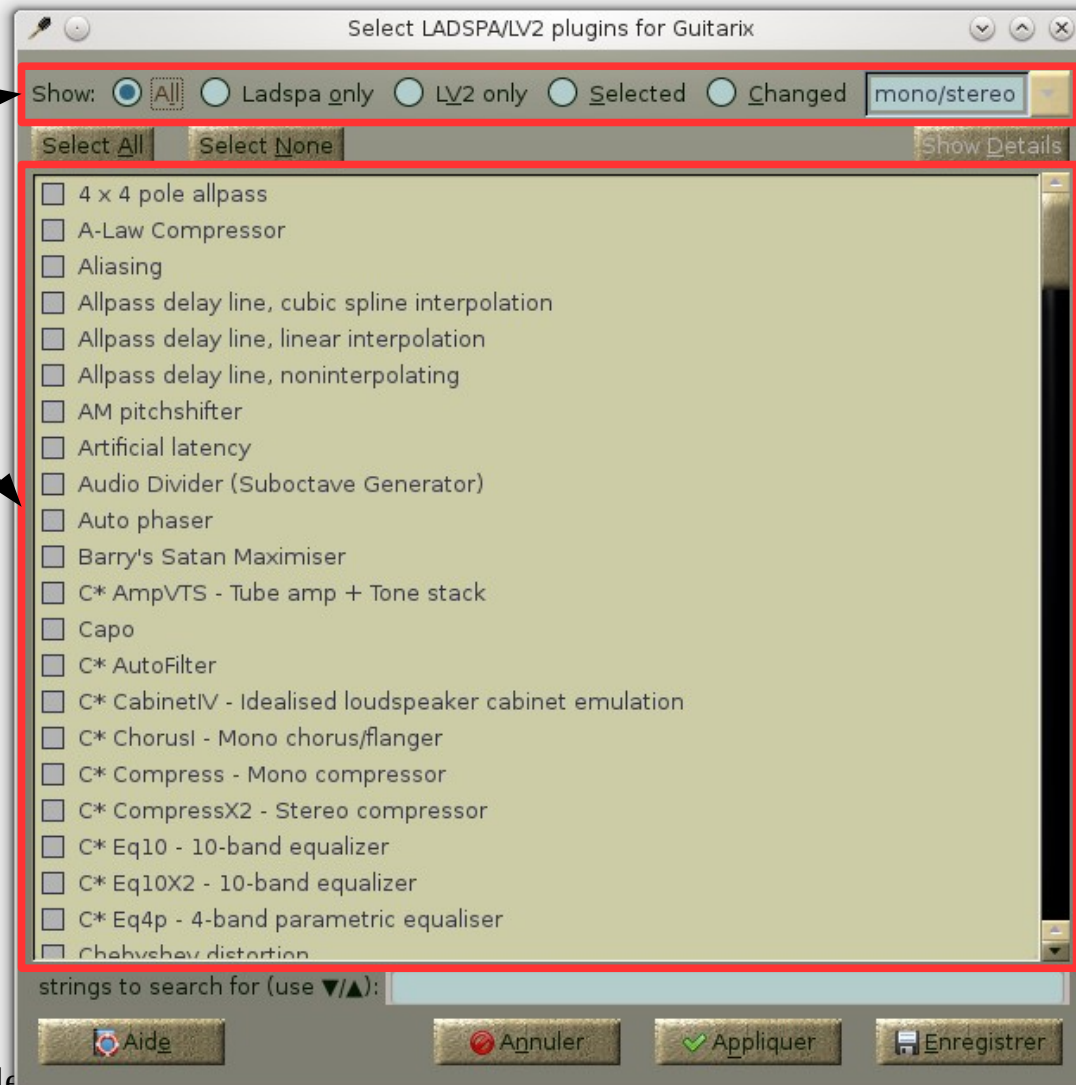 Select LADSPA/LV2 plugins for Guitarix
Show: All Ladspa only LV2 only Selected Changed mono/stereo
Select All Select None Show Details
4 x 4 pole allpass
A-Law Compressor
Aliasing
Allpass delay line, cubic spline interpolation
Allpass delay line, linear interpolation
Allpass delay line, noninterpolating
AM pitchshifter
Artificial latency
Audio Divider (Suboctave Generator)
Auto phaser
Barry's Satan Maximiser
C* AmpVTS - Tube amp + Tone stack
Capo
C* AutoFilter
C* CabinetIV - Idealised loudspeaker cabinet emulation
C* ChorusI - Mono chorus/flanger
C* Compress - Mono compressor
C* CompressX2 - Stereo compressor
C* Eq10 - 10-band equalizer
C* Eq10X2 - 10-band equalizer
C* Eq4p - 4-band parametric equaliser
Chebyshev distortion
strings to search for (use ▼/▲):
Aide Annuler Appliquer Enregistrer